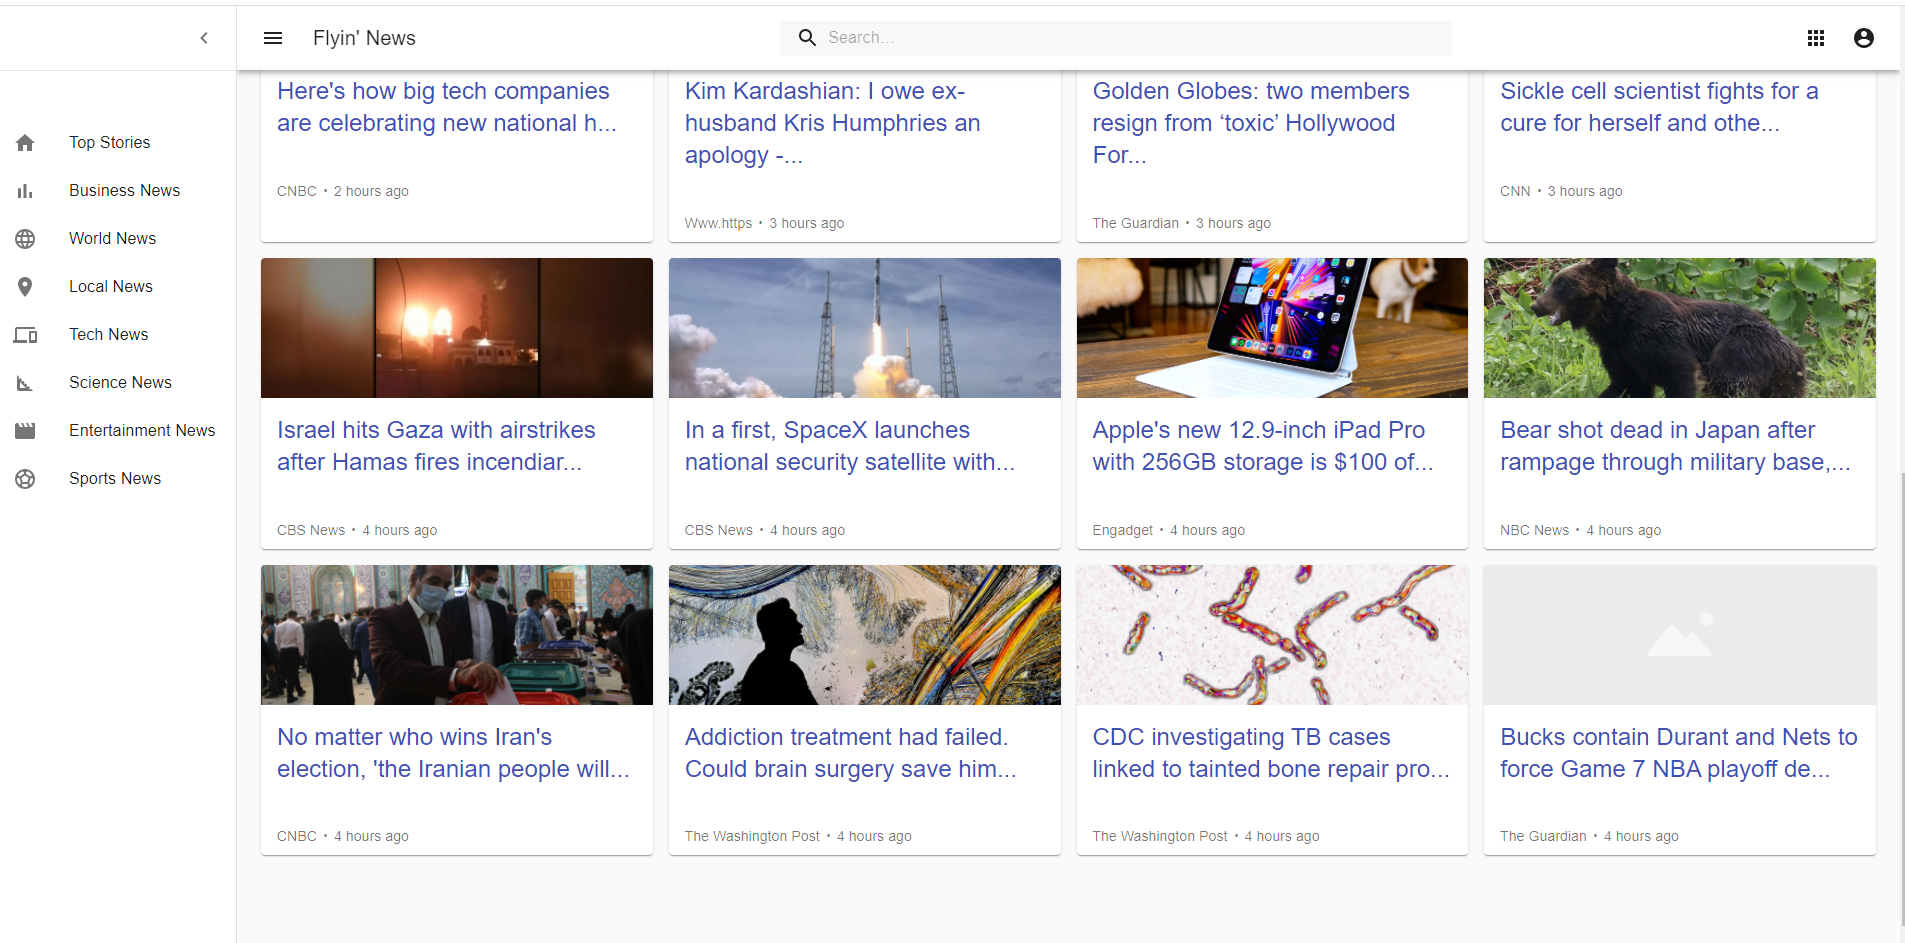 Flyin' News
Search...
Top Stories
Business News
World News
Local News
Tech News
Science News
Entertainment News
Sports News
Here's how big tech companies
are celebrating new national h...
CNBC • 2 hours ago
Kim Kardashian: I owe ex-
husband Kris Humphries an
apology -...
Www.https • 3 hours ago
Golden Globes: two members
resign from ‘toxic’ Hollywood
For...
The Guardian • 3 hours ago
Sickle cell scientist fights for a
cure for herself and othe...
CNN • 3 hours ago
Israel hits Gaza with airstrikes
after Hamas fires incendiar...
CBS News • 4 hours ago
In a first, SpaceX launches
national security satellite with...
CBS News • 4 hours ago
Apple's new 12.9-inch iPad Pro
with 256GB storage is $100 of...
Engadget • 4 hours ago
Bear shot dead in Japan after
rampage through military base,...
NBC News • 4 hours ago
No matter who wins Iran's
election, 'the Iranian people will...
CNBC • 4 hours ago
Addiction treatment had failed.
Could brain surgery save him...
The Washington Post • 4 hours ago
CDC investigating TB cases
linked to tainted bone repair pro...
The Washington Post • 4 hours ago
Bucks contain Durant and Nets to
force Game 7 NBA playoff de...
The Guardian • 4 hours ago